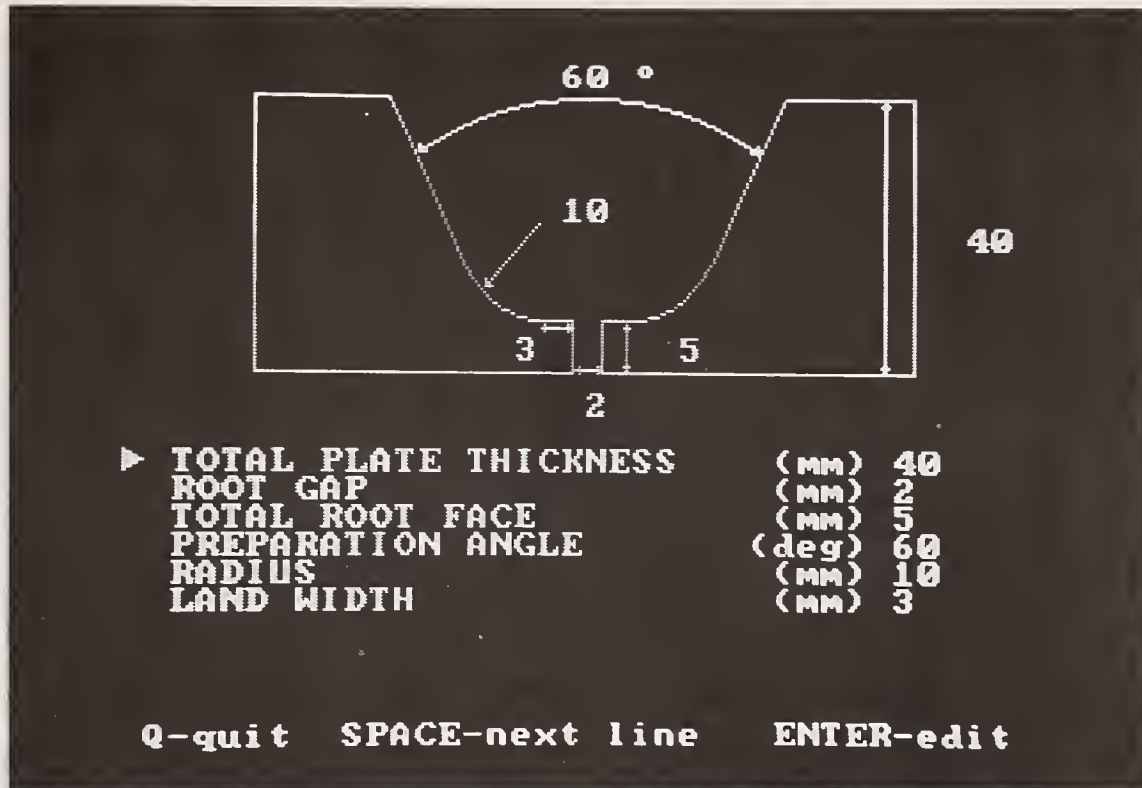 60 °
10
40
3
5
2
TOTAL PLATE THICKNESS (mm) 40
ROOT GAP (mm) 2
TOTAL ROOT FACE (mm) 5
PREPARATION ANGLE (deg) 60
RADIUS (mm) 10
LAND WIDTH (mm) 3
Q-quit SPACE-next line ENTER-edit